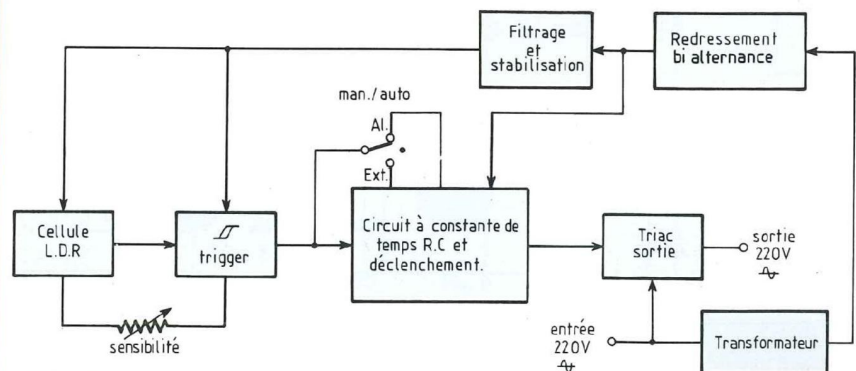 Filtrage
et
stabilisation
Redressement
bi alternance
man./auto
Al.
Ext.
Cellule
L.D.R
trigger
sensibilité
Circuit à constante de
temps R.C et
déclenchement.
Triac
sortie
sortie
220V
entrée
220V
Transformateur